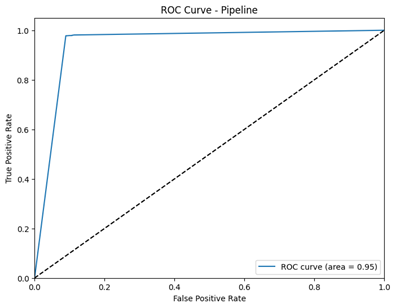 ROC Curve - Pipeline
1.0
0.8
0.6
0.4
0.2
0.0
True Positive Rate
ROC curve (area = 0.95)
0.0 0.2 0.4 0.6 0.8 1.0
False Positive Rate